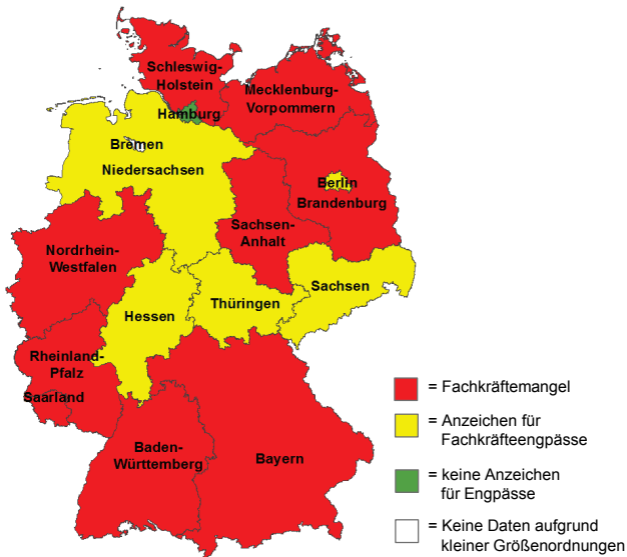 Schleswig-
Holstein
Mecklenburg-
Vorpommern
Hamburg
Bremen
Niedersachsen
Berlin
Brandenburg
Sachsen-
Anhalt
Nordrhein-
Westfalen
Sachsen
Thüringen
Hessen
Rheinland-
Pfalz
Saarland
Baden-
Württemberg
Bayern
= Fachkräftemangel
= Anzeichen für
Fachkräfteengpässe
= keine Anzeichen
für Engpässe
= Keine Daten aufgrund
kleiner Größenordnungen